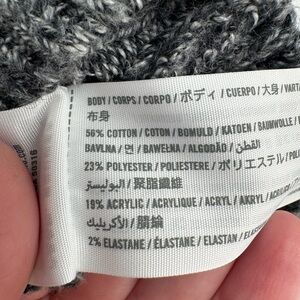 BODY / CORPS / CORPO / ボディ / CUERPO / 大身 / VARTA
布身
56% COTTON / COTON / BOMULD / KATOEN / BAUMWOLLE /
BAVLNA / 면 / BAWEŁNA / ALGODÃO / القطن /
23% POLYESTER / POLIESTERE / ポリエステル / POL
البوليستر / 聚脂纖維 /
19% ACRYLIC / ACRYLIQUE / ACRYL / AKRYL /
الأكريليك / 腈綸
2% ELASTANE / ÉLASTANE / ELASTAN / ELASTAN